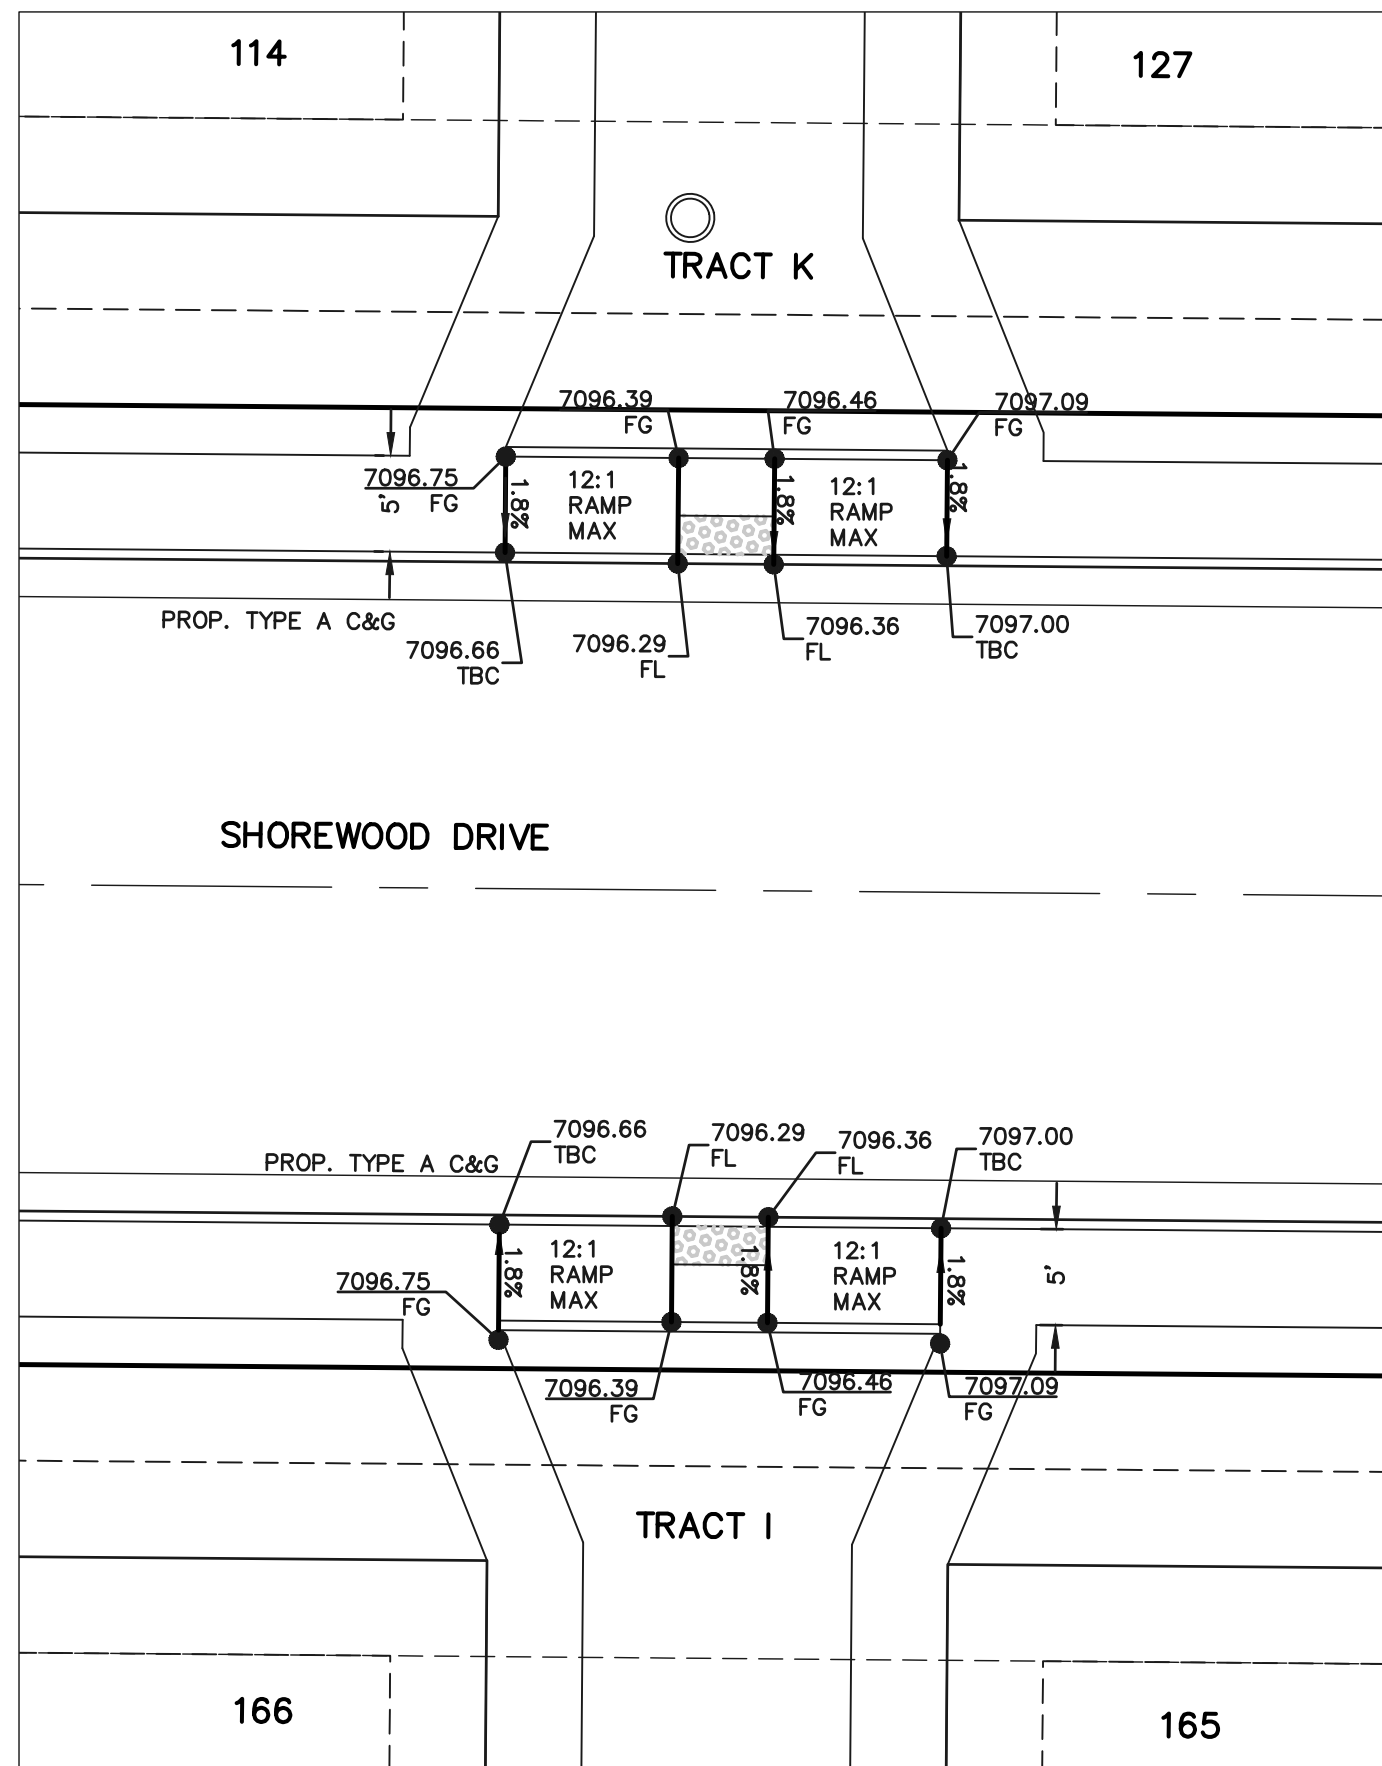 114
127
TRACT K
7096.39
FG
7096.46
FG
7097.09
FG
7096.75
FG
5'
1.8%
12:1
RAMP
MAX
1.8%
12:1
RAMP
MAX
1.8%
PROP. TYPE A C&G
7096.66
TBC
7096.29
FL
7096.36
FL
7097.00
TBC
SHOREWOOD DRIVE
PROP. TYPE A C&G
7096.66
TBC
7096.29
FL
7096.36
FL
7097.00
TBC
7096.75
FG
1.8%
12:1
RAMP
MAX
1.8%
12:1
RAMP
MAX
1.8%
5'
7096.39
FG
7096.46
FG
7097.09
FG
TRACT I
166
165